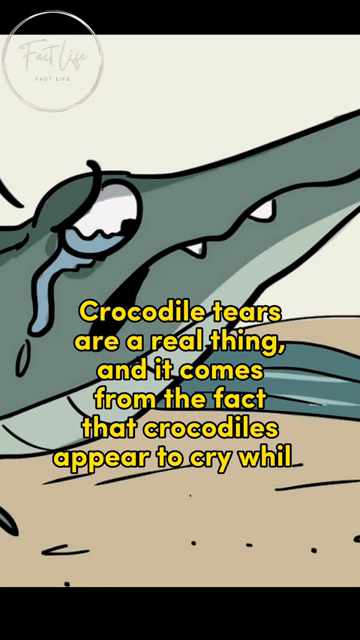 Fact Life
FACT LIFE
Crocodile tears
are a real thing,
and it comes
from the fact
that crocodiles
appear to cry whil